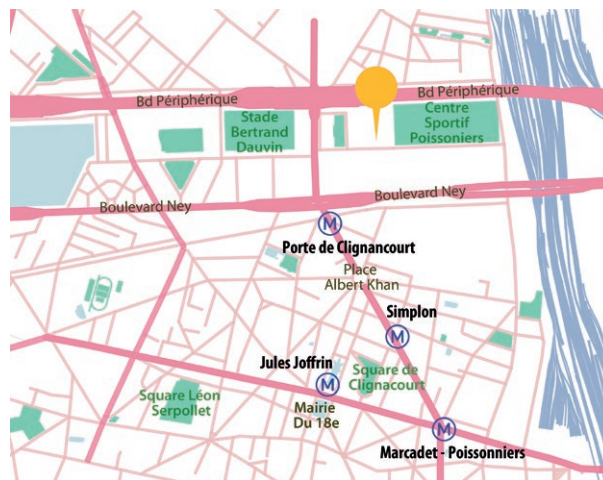 Bd Périphérique
Bd Périphérique
Stade
Bertrand
Dauvin
Centre
Sportif
Poissoniers
Boulevard Ney
Boulevard Ney
M
Porte de Clignancourt
Place
Albert Khan
Simplon
M
Jules Joffrin
M
Square de
Clignacourt
Square Léon
Serpollet
Mairie
Du 18e
M
Marcadet - Poissonniers